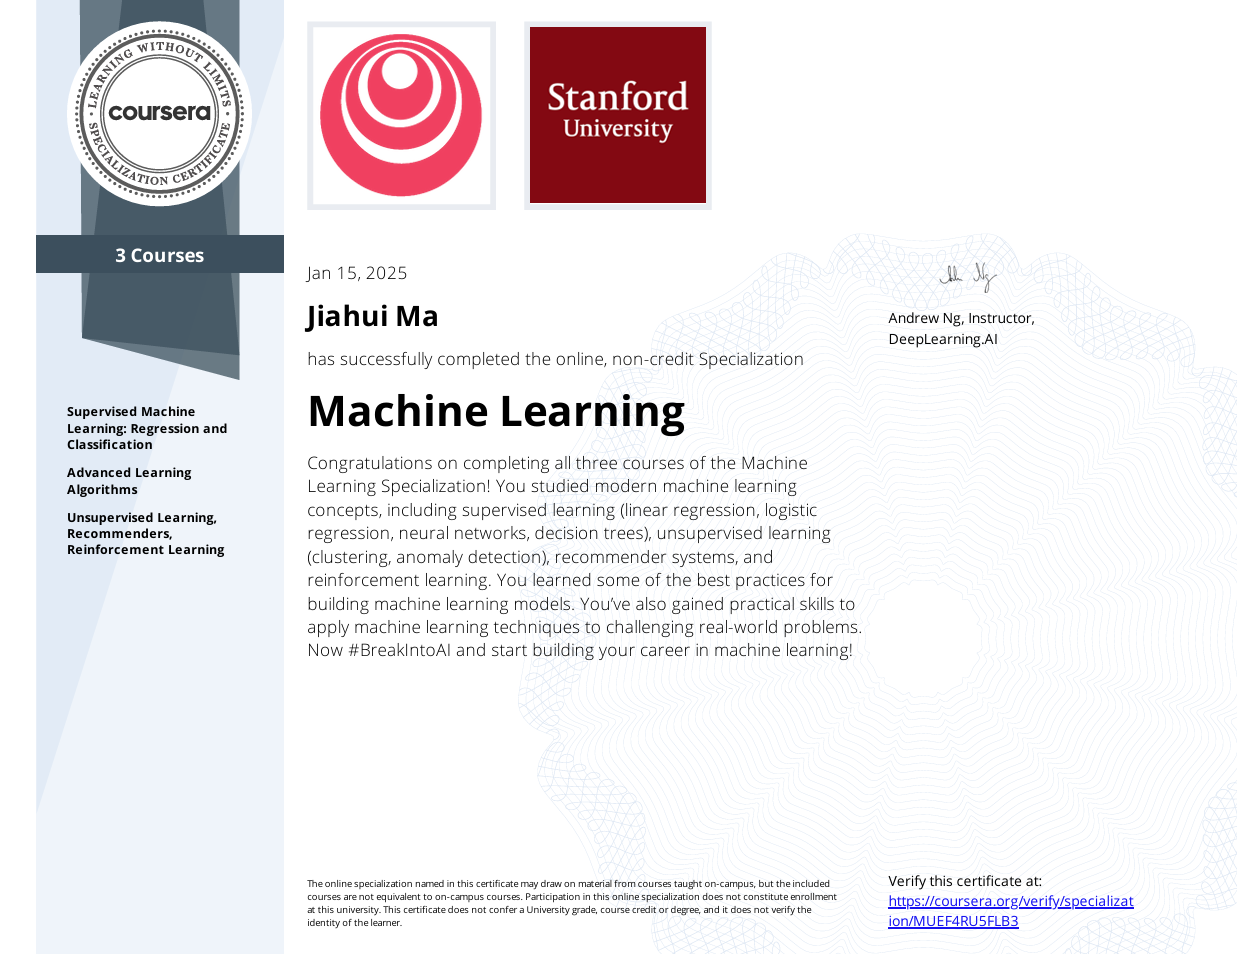 LEARNING WITHOUT LIMITS
coursera
SPECIALIZATION CERTIFICATE
Stanford
University
3 Courses
Supervised Machine
Learning: Regression and
Classification
Advanced Learning
Algorithms
Unsupervised Learning,
Recommenders,
Reinforcement Learning
Jan 15, 2025
Jiahui Ma
has successfully completed the online, non-credit Specialization
Machine Learning
Congratulations on completing all three courses of the Machine
Learning Specialization! You studied modern machine learning
concepts, including supervised learning (linear regression, logistic
regression, neural networks, decision trees), unsupervised learning
(clustering, anomaly detection), recommender systems, and
reinforcement learning. You learned some of the best practices for
building machine learning models. You’ve also gained practical skills to
apply machine learning techniques to challenging real-world problems.
Now #BreakIntoAI and start building your career in machine learning!
Andrew Ng, Instructor,
DeepLearning.AI
The online specialization named in this certificate may draw on material from courses taught on-campus, but the included
courses are not equivalent to on-campus courses. Participation in this online specialization does not constitute enrollment
at this university. This certificate does not confer a University grade, course credit or degree, and it does not verify the
identity of the learner.
Verify this certificate at:
https://coursera.org/verify/specializat
ion/MUEF4RU5FLB3